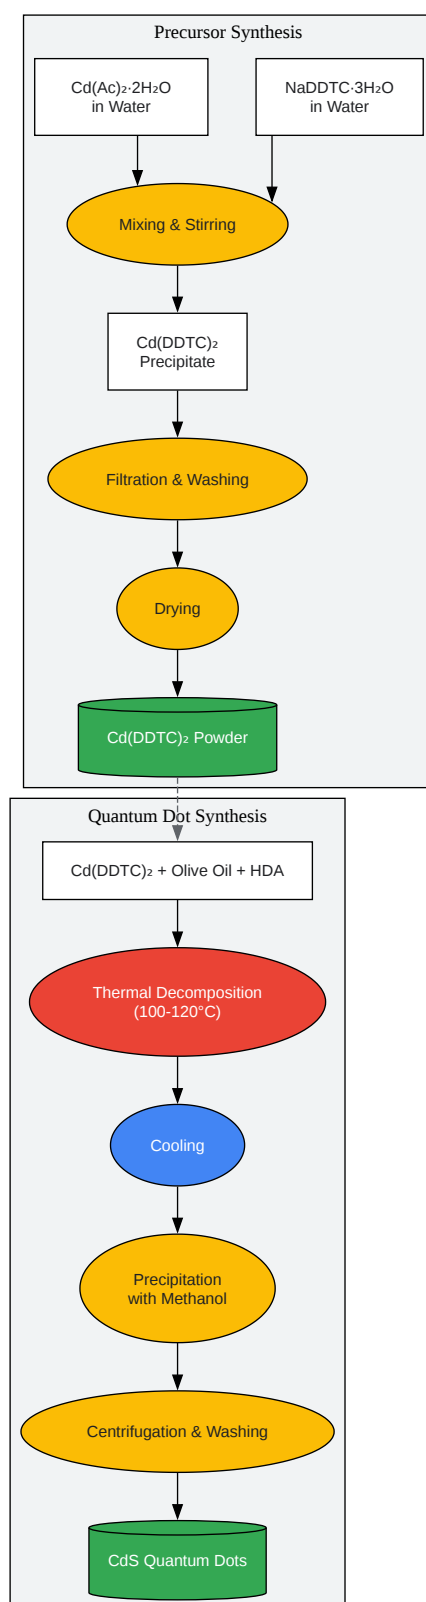 Precursor Synthesis
Cd(Ac)₂·2H₂O
in Water
NaDDTC·3H₂O
in Water
Mixing & Stirring
Cd(DDTC)₂
Precipitate
Filtration & Washing
Drying
Cd(DDTC)₂ Powder
Quantum Dot Synthesis
Cd(DDTC)₂ + Olive Oil + HDA
Thermal Decomposition
(100-120°C)
Cooling
Precipitation
with Methanol
Centrifugation & Washing
CdS Quantum Dots